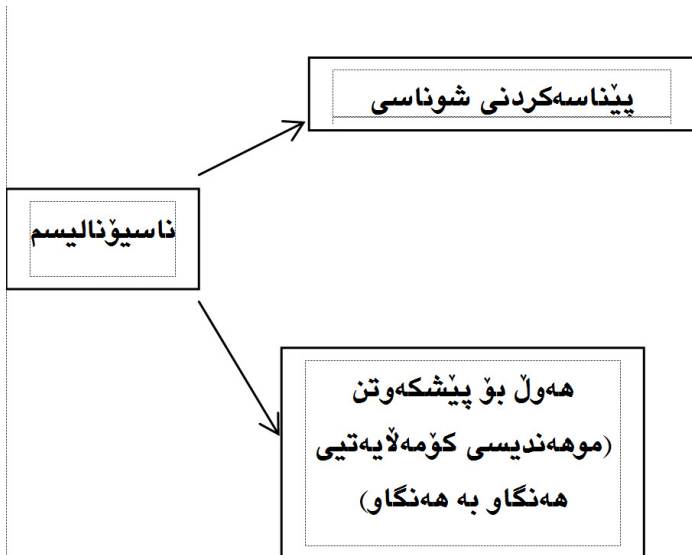 پێناسەکردنی شوناسی
ناسیۆنالیسم
هەوڵ بۆ پێشکەوتن
(موهەندیسی کۆمەڵایەتیی
هەنگاو بە هەنگاو)